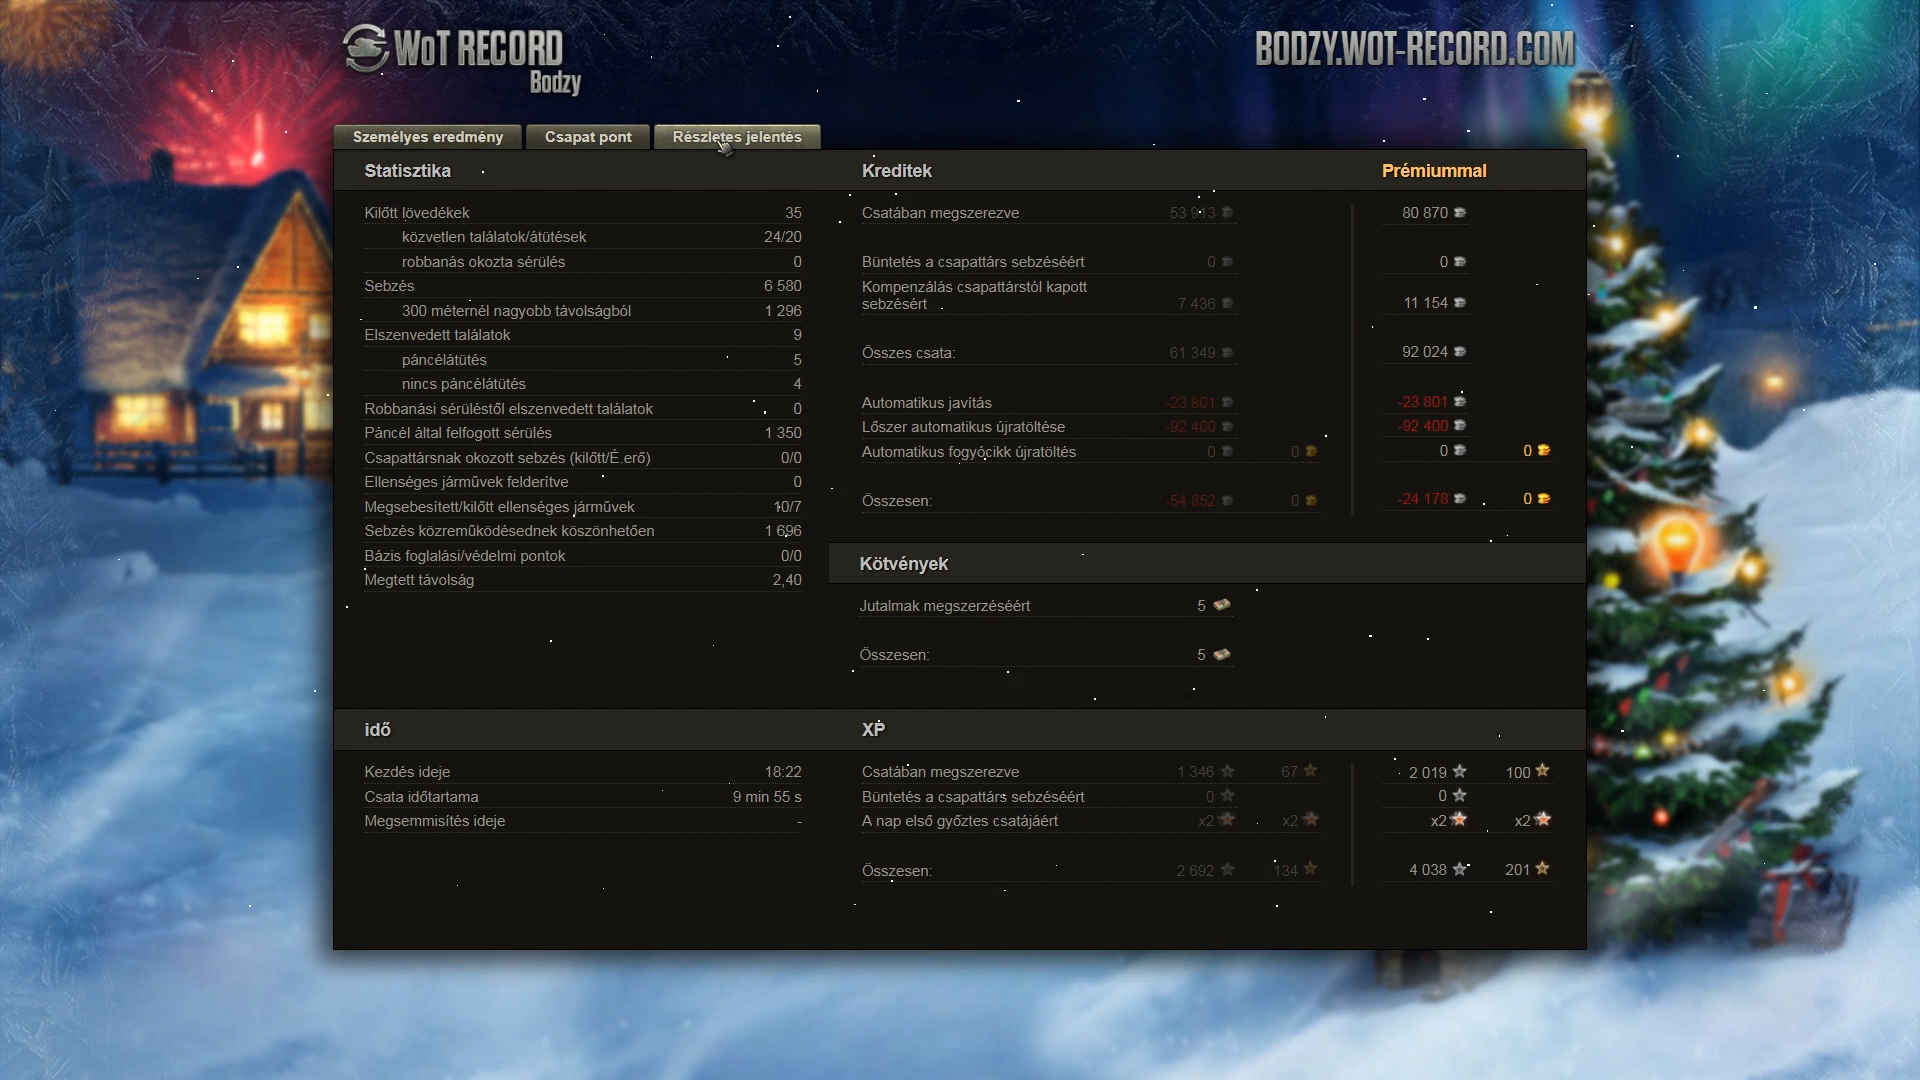 WoT RECORD
Bodzy
BODZY.WOT-RECORD.COM
Személyes eredmény
Csapat pont
Részletes jelentés
Statisztika
Kilőtt lövedékek 35
közvetlen találatok/átütések 24/20
robbanás okozta sérülés 0
Sebzés 6 580
300 méternél nagyobb távolságból 1 296
Elszenvedett találatok 9
páncélátütés 5
nincs páncélátütés 4
Robbanási sérüléstől elszenvedett találatok 0
Páncél által felfogott sérülés 1 350
Csapattársnak okozott sebzés (kilőtt/É.erő) 0/0
Ellenséges járművek felderítve 0
Megsebesített/kilőtt ellenséges járművek 10/7
Sebzés közreműködésednek köszönhetően 1 696
Bázis foglalási/védelmi pontok 0/0
Megtett távolság 2,40
Kreditek Prémiummal
Csatában megszerezve 53 913 80 870
Büntetés a csapattárs sebzéséért 0 0
Kompenzálás csapattárstól kapott
sebzésért 7 436 11 154
Összes csata: 61 349 92 024
Automatikus javítás -23 801 -23 801
Lőszer automatikus újratöltése -92 400 -92 400
Automatikus fogyócikk újratöltés 0 0 0 0
Összesen: -54 852 0 -24 178 0
Kötvények
Jutalmak megszerzéséért 5
Összesen: 5
idő
Kezdés ideje 18:22
Csata időtartama 9 min 55 s
Megsemmisítés ideje -
XP
Csatában megszerezve 1 346 67 2 019 100
Büntetés a csapattárs sebzéséért 0 0
A nap első győztes csatájáért x2 x2 x2 x2
Összesen: 2 692 134 4 038 201